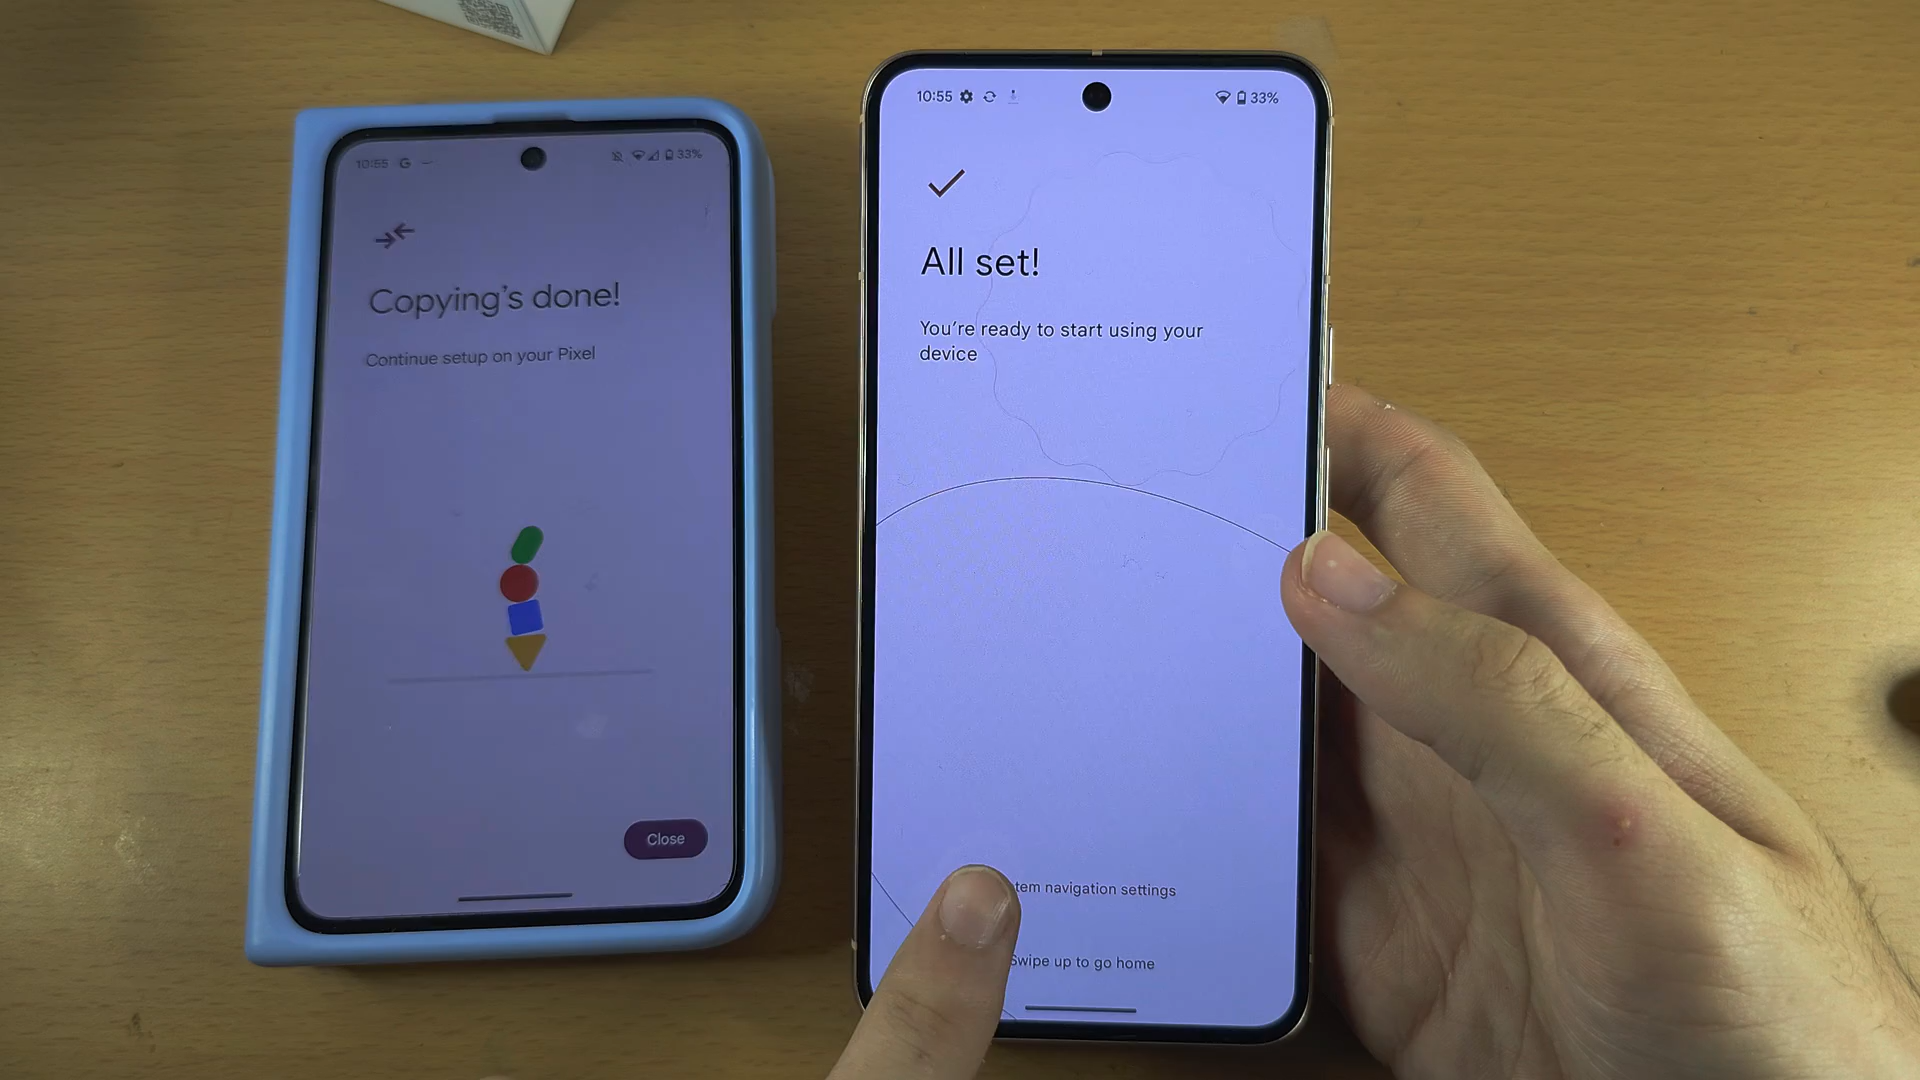 10:55 G
33%
Copying's done!
Continue setup on your Pixel
Close
10:55
33%
All set!
You're ready to start using your
device
tem navigation settings
Swipe up to go home